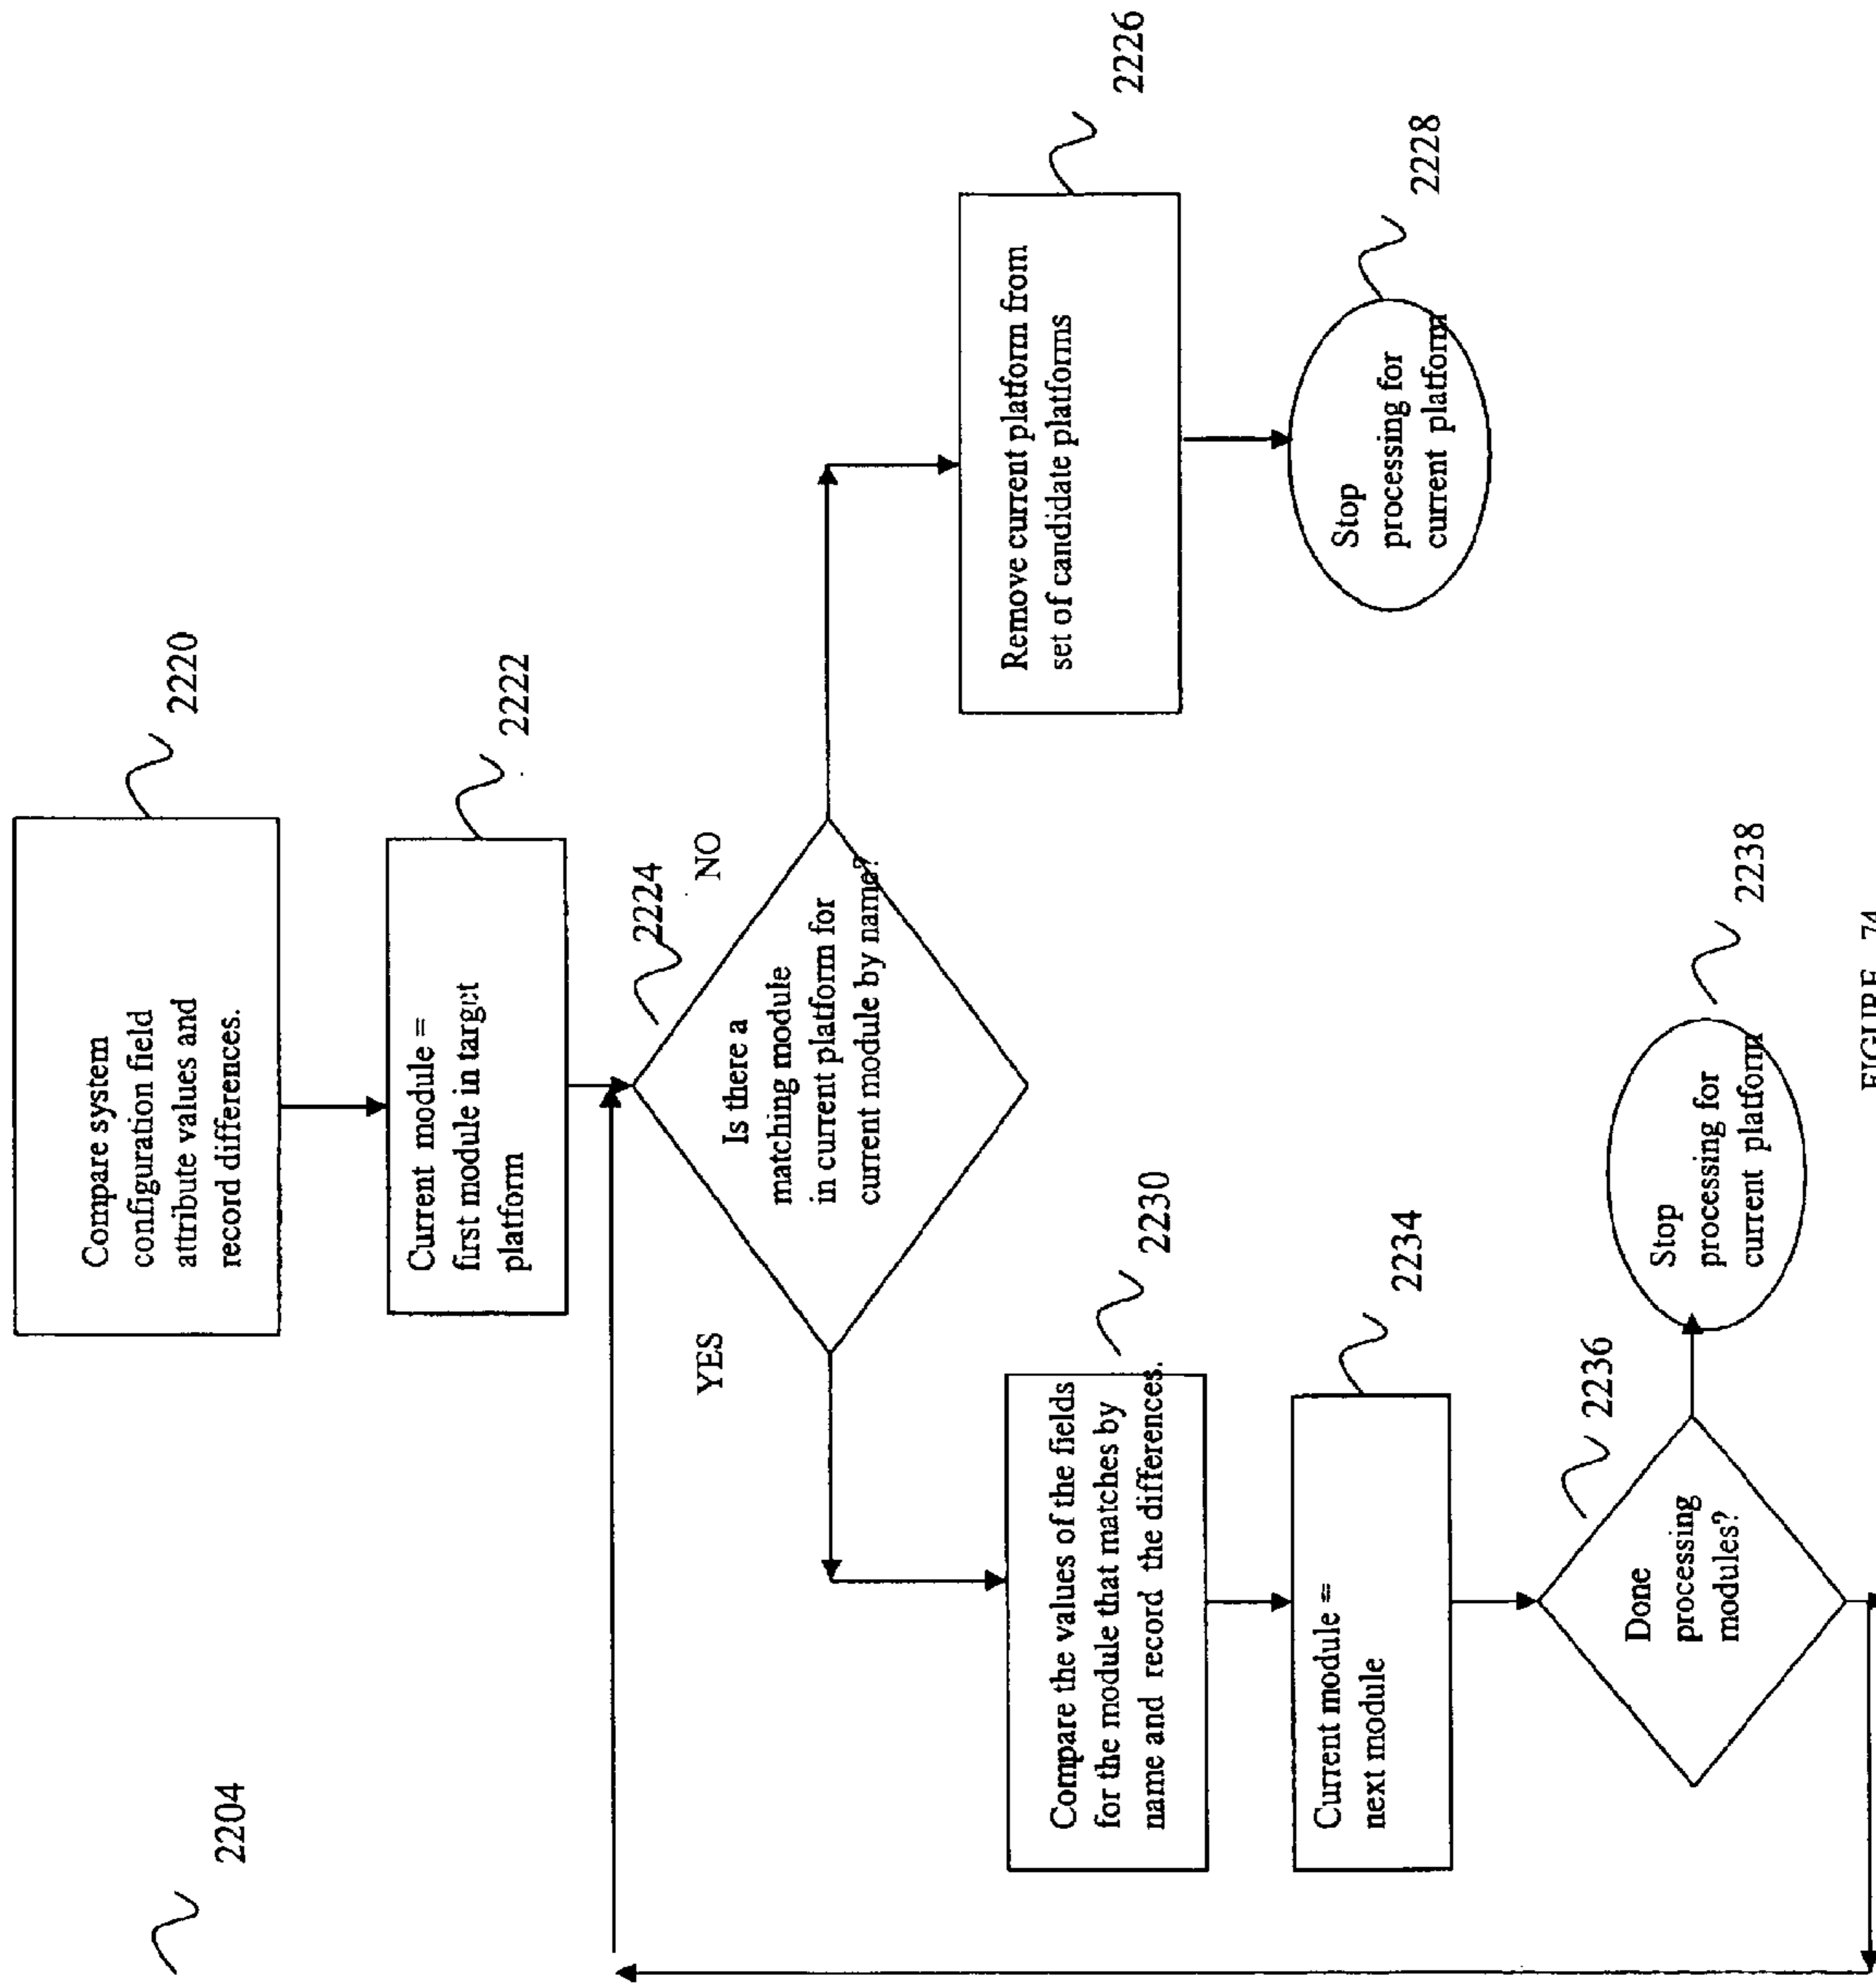 2204
Compare system
configuration field
attribute values and
record differences.
2220
Current module =
first module in target
platform
2222
2224
Is there a
matching module
in current platform for
current module by name?
YES
NO
Remove current platform from
set of candidate platforms
2226
Stop
processing for
current platform
2228
Compare the values of the fields
for the module that matches by
name and record the differences.
2230
Current module =
next module
2234
Done
processing
modules?
2236
Stop
processing for
current platform
2238
FIGURE 74